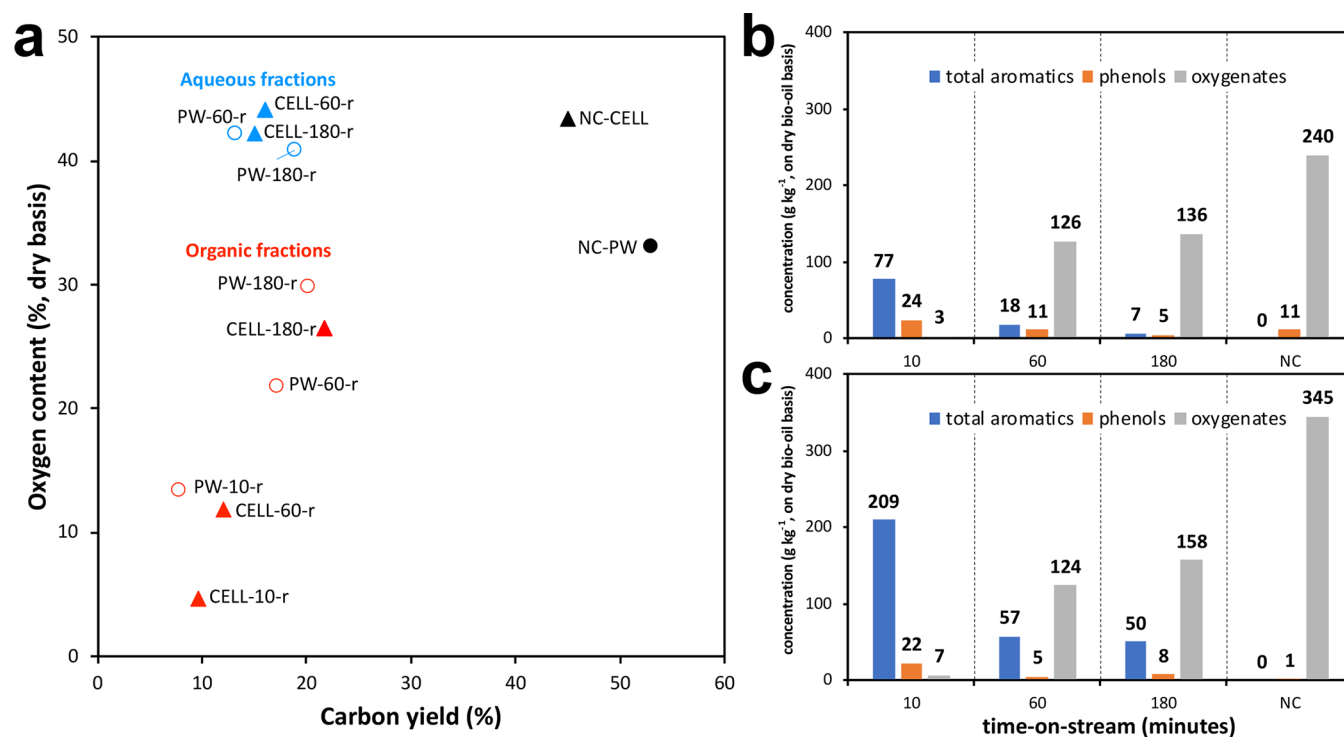 a
50
40
30
20
10
0
0 10 20 30 40 50 60
Oxygen content (%, dry basis)
Carbon yield (%)
Aqueous fractions
CELL-60-r
PW-60-r
CELL-180-r
PW-180-r
NC-CELL
NC-PW
Organic fractions
PW-180-r
CELL-180-r
PW-60-r
PW-10-r
CELL-60-r
CELL-10-r
b
concentration (g kg⁻¹, on dry bio-oil basis)
400
300
200
100
0
total aromatics phenols oxygenates
77 24 3
18 11 126
7 5 136
0 11 240
10 60 180 NC
c
concentration (g kg⁻¹, on dry bio-oil basis)
400
300
200
100
0
total aromatics phenols oxygenates
209 22 7
57 5 124
50 8 158
0 1 345
10 60 180 NC
time-on-stream (minutes)